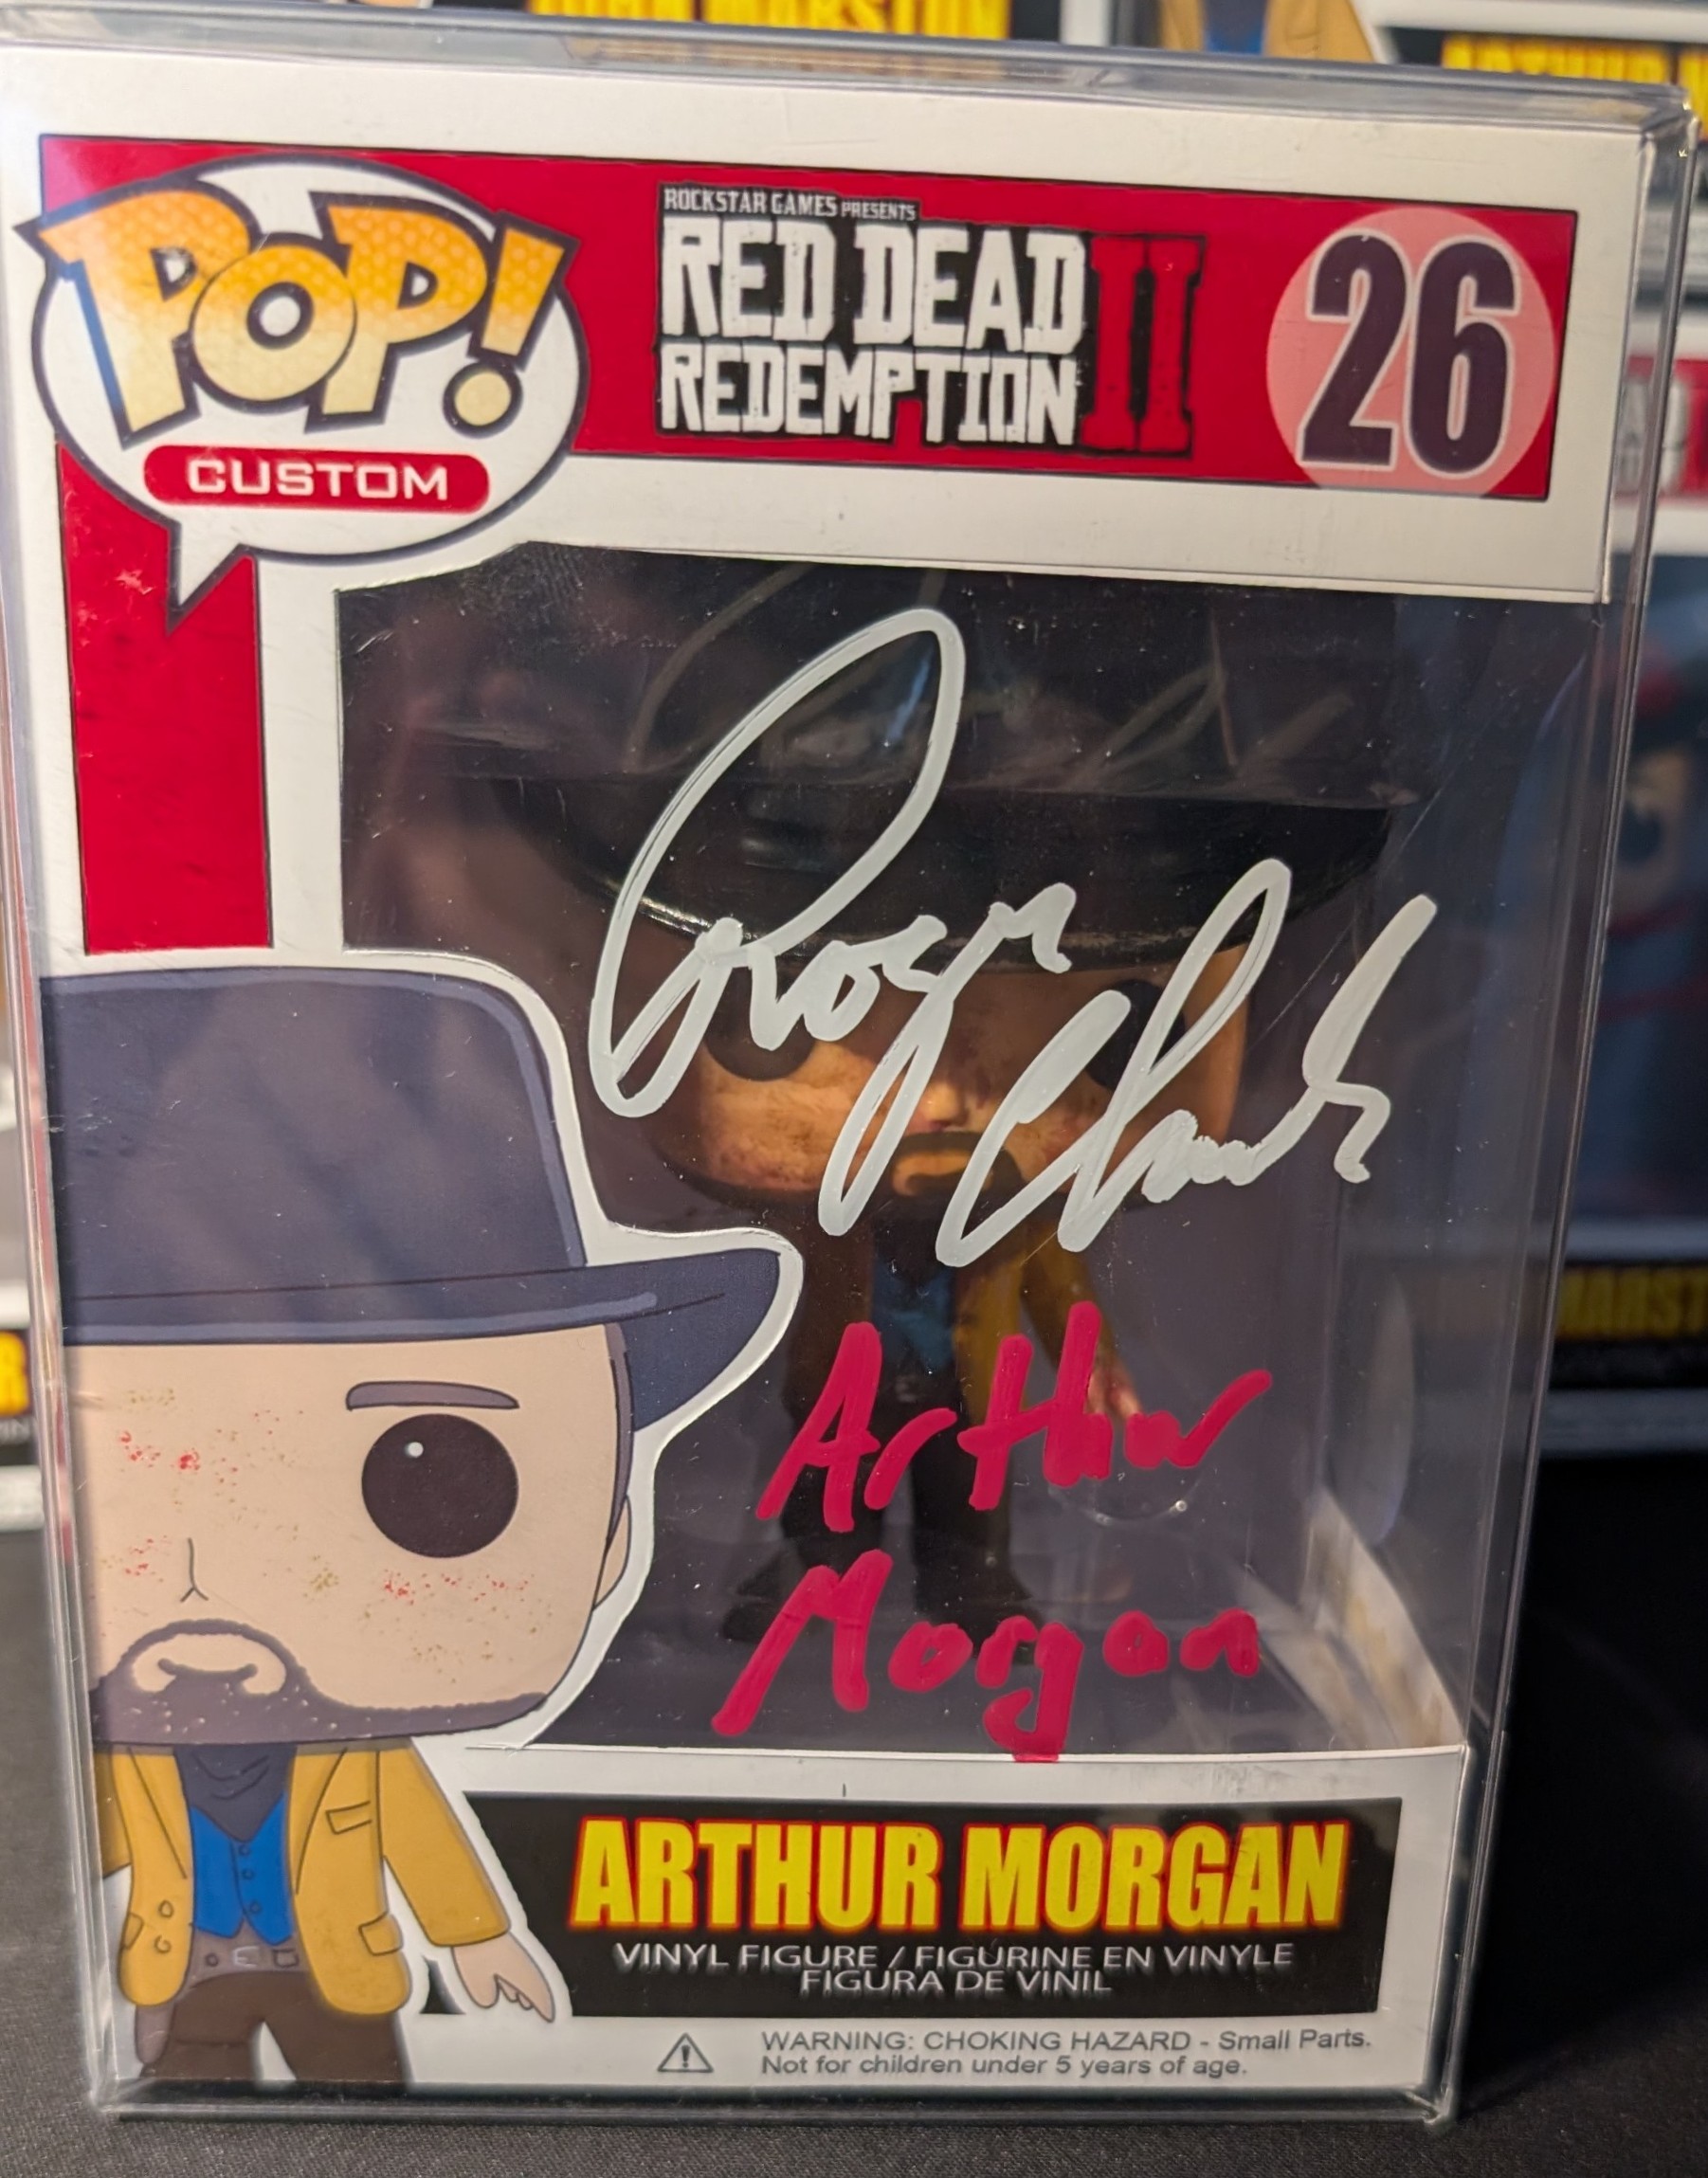 POP!
CUSTOM
ROCKSTAR GAMES PRESENTS
RED DEAD
REDEMPTION II
26
Roger Clark
Arthur
Morgan
ARTHUR MORGAN
VINYL FIGURE / FIGURINE EN VINYLE
FIGURA DE VINIL
WARNING: CHOKING HAZARD - Small Parts.
Not for children under 5 years of age.